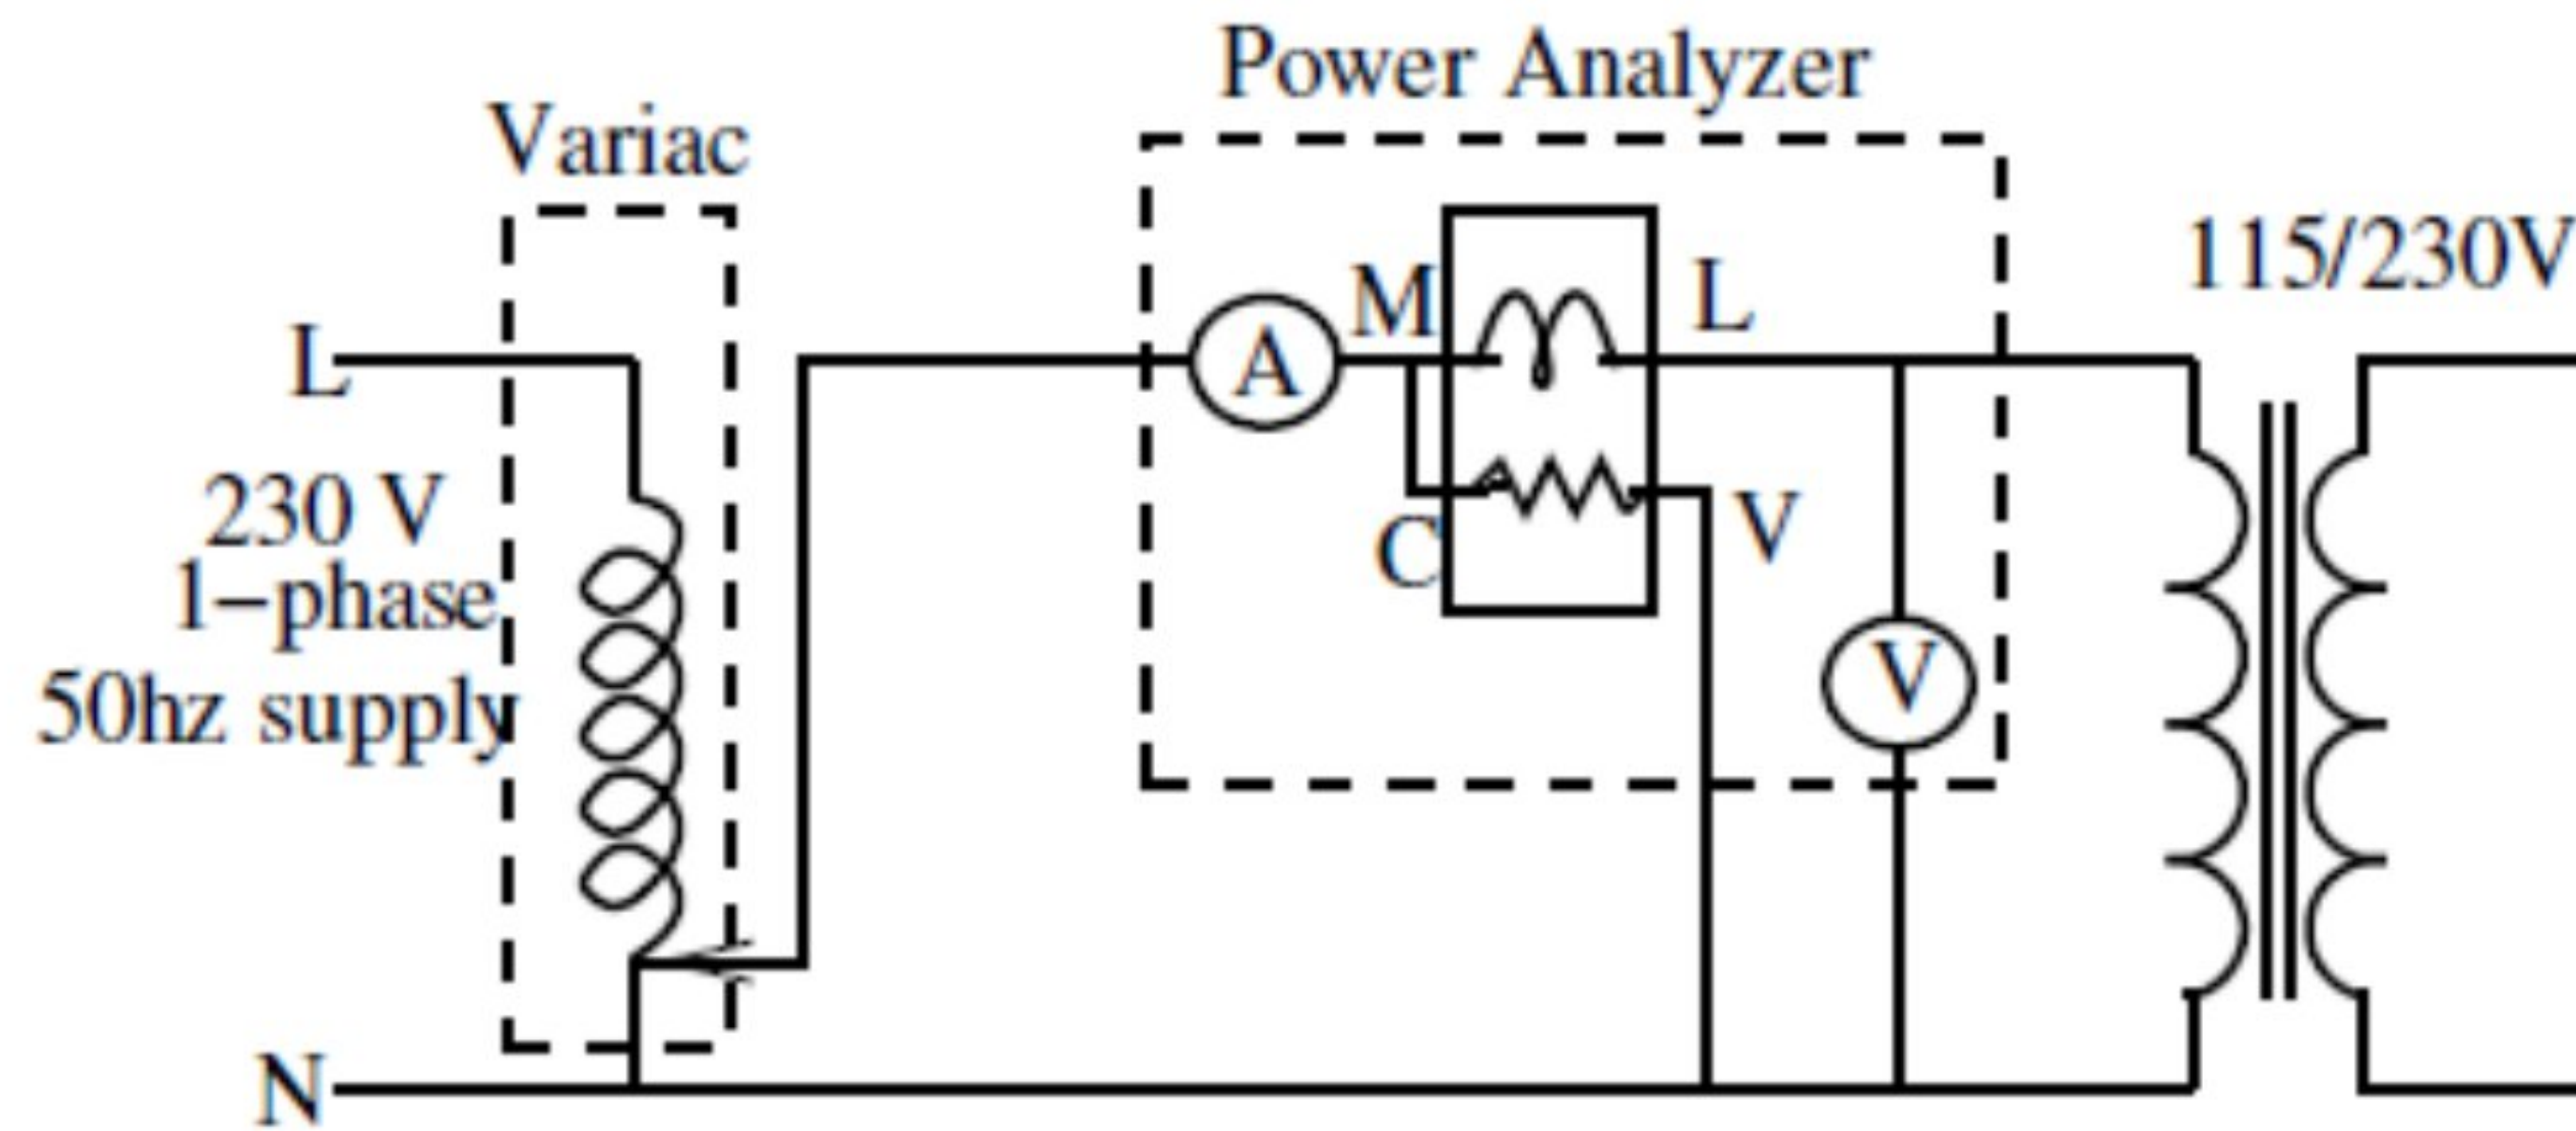 Power Analyzer
Variac
115/230V
M
L
L
A
230 V
1-phase
50hz supply
C
V
V
N